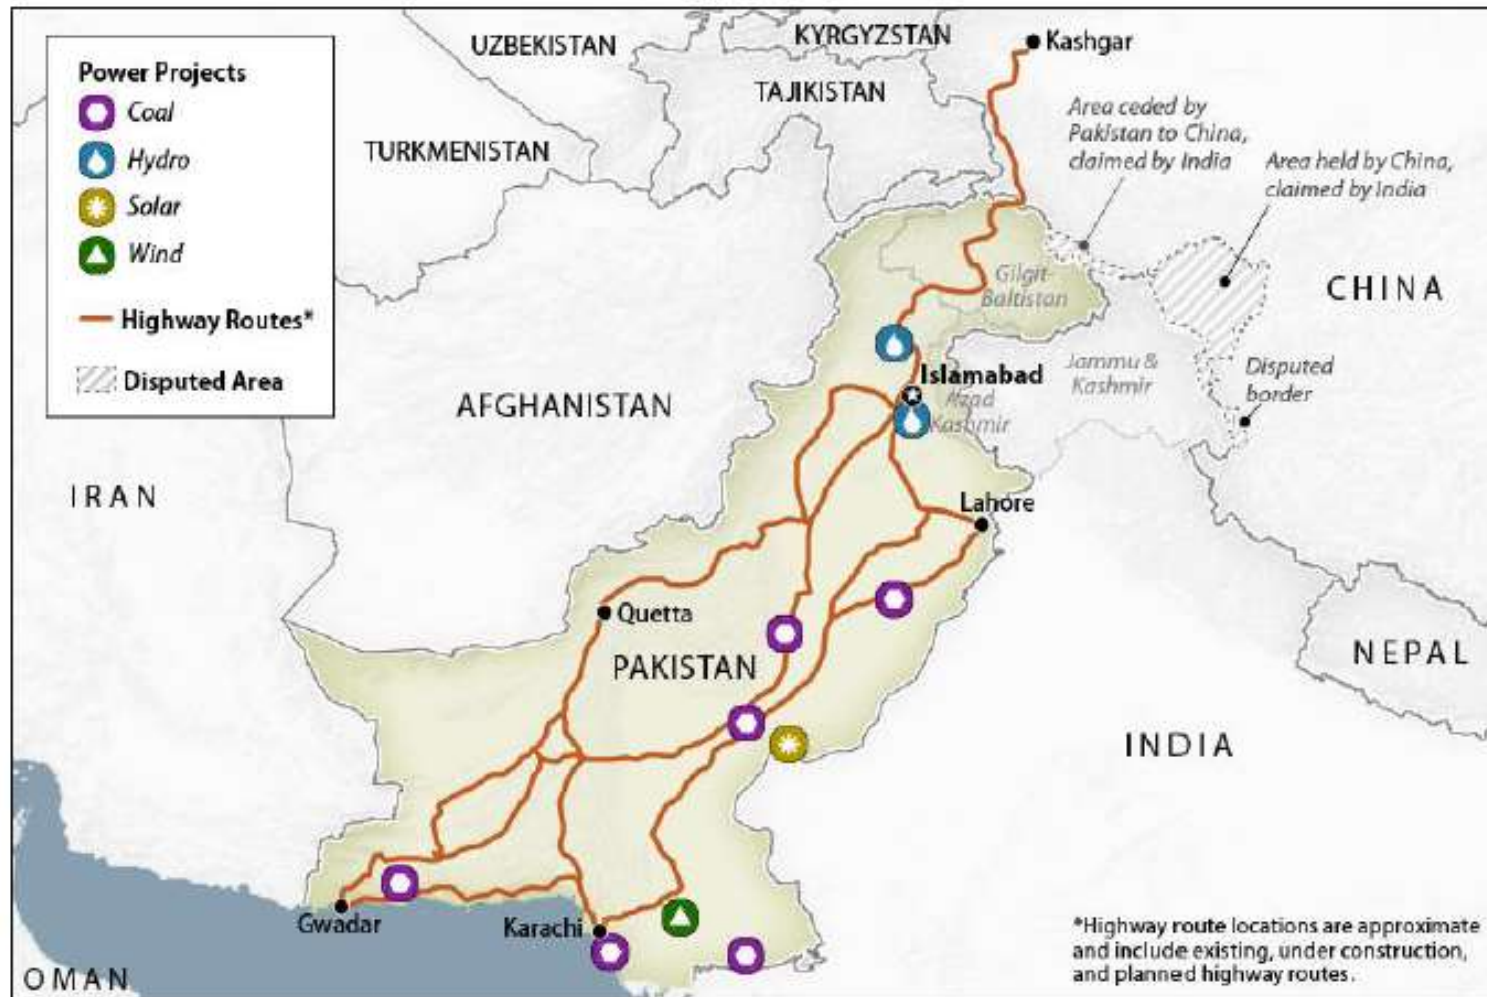 Power Projects
Coal
Hydro
Solar
Wind
Highway Routes*
Disputed Area
UZBEKISTAN
KYRGYZSTAN
Kashgar
TAJIKISTAN
TURKMENISTAN
Area ceded by
Pakistan to China,
claimed by India
Area held by China,
claimed by India
CHINA
Gilgit-
Baltistan
Jammu &
Kashmir
Disputed
border
Islamabad
Azad
Kashmir
AFGHANISTAN
IRAN
Lahore
Quetta
PAKISTAN
NEPAL
INDIA
Gwadar
Karachi
OMAN
*Highway route locations are approximate
and include existing, under construction,
and planned highway routes.